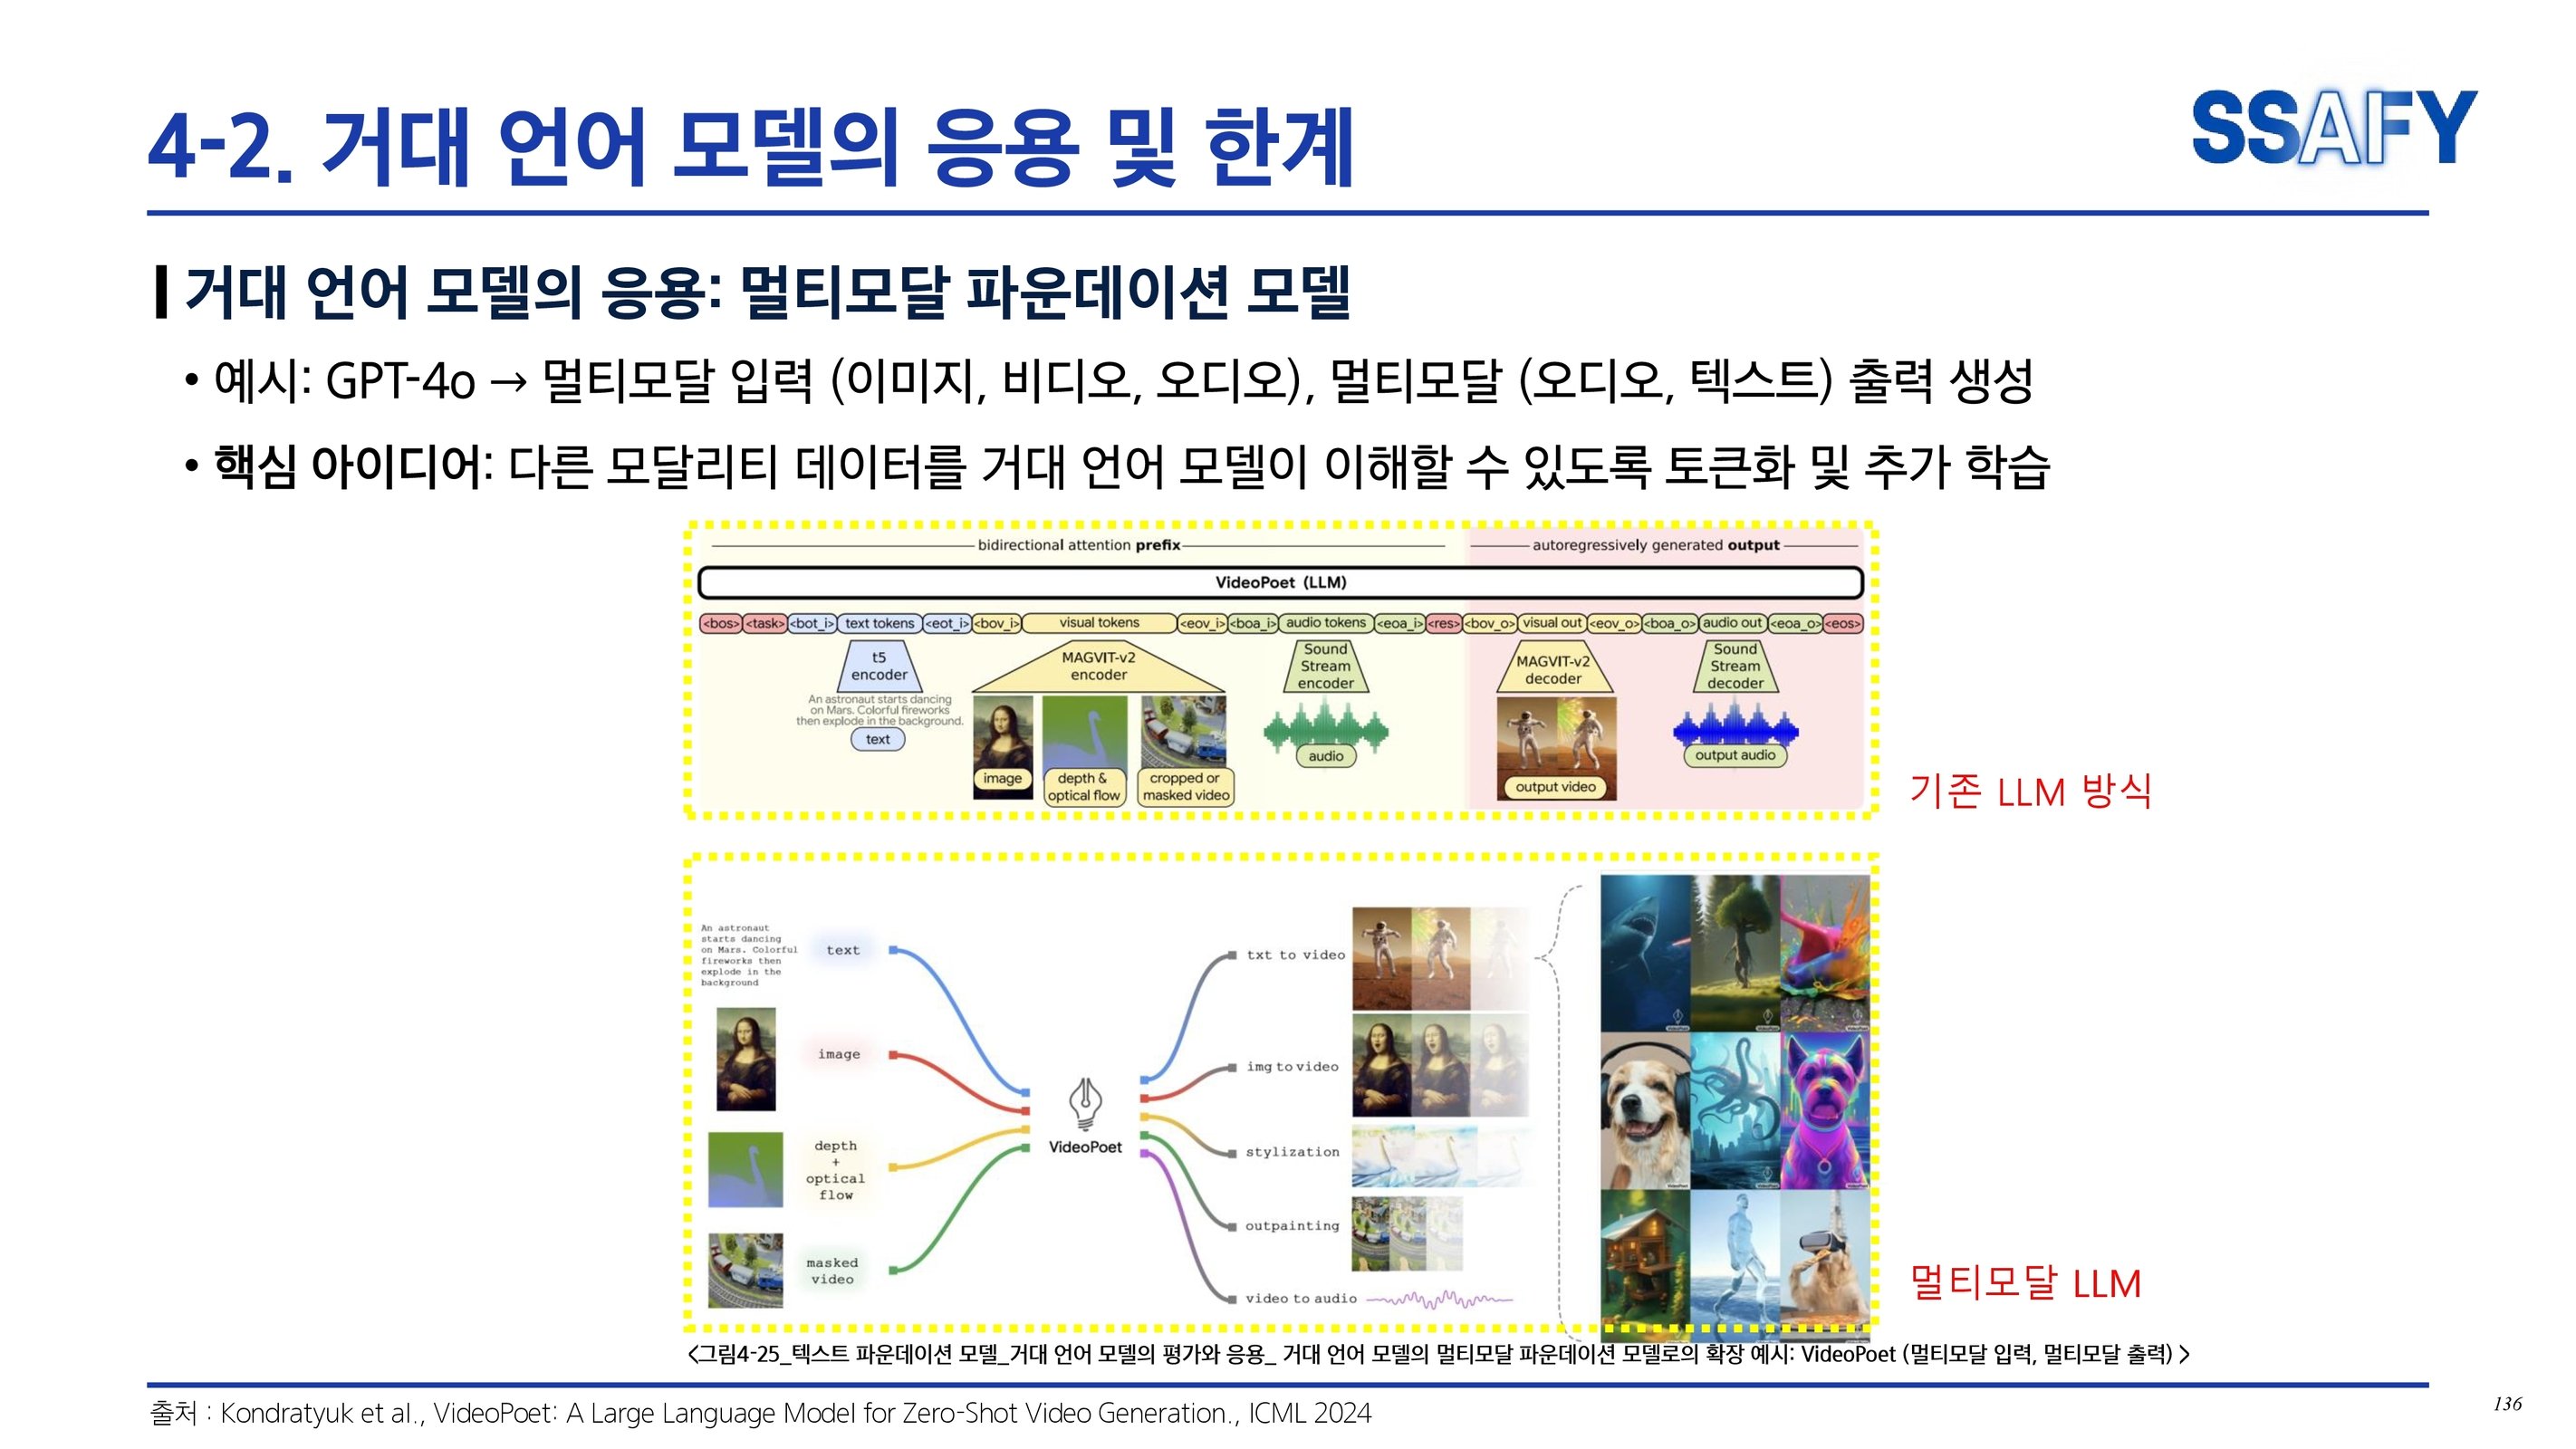 4-2. 거대 언어 모델의 응용 및 한계
SSAFY
거대 언어 모델의 응용: 멀티모달 파운데이션 모델
• 예시: GPT-4o → 멀티모달 입력 (이미지, 비디오, 오디오), 멀티모달 (오디오, 텍스트) 출력 생성
• 핵심 아이디어: 다른 모달리티 데이터를 거대 언어 모델이 이해할 수 있도록 토큰화 및 추가 학습
bidirectional attention prefix
autoregressively generated output
VideoPoet (LLM)
<bos> <task> <bot_i> text tokens <eot_i> <bov_i> visual tokens <eov_i> <boa_i> audio tokens <eoa_i> <res> <bov_o> visual out <eov_o> <boa_o> audio out <eoa_o> <eos>
t5
encoder
MAGVIT-v2
encoder
Sound
Stream
encoder
MAGVIT-v2
decoder
Sound
Stream
decoder
An astronaut starts dancing
on Mars. Colorful fireworks
then explode in the background.
text
image
depth &
optical flow
cropped or
masked video
audio
output video
output audio
기존 LLM 방식
An astronaut
starts dancing
on Mars. Colorful
fireworks then
explode in the
background
text
image
depth
+
optical
flow
masked
video
VideoPoet
txt to video
img to video
stylization
outpainting
video to audio
멀티모달 LLM
<그림4-25_텍스트 파운데이션 모델_거대 언어 모델의 평가와 응용_ 거대 언어 모델의 멀티모달 파운데이션 모델로의 확장 예시: VideoPoet (멀티모달 입력, 멀티모달 출력) >
출처 : Kondratyuk et al., VideoPoet: A Large Language Model for Zero-Shot Video Generation., ICML 2024
136